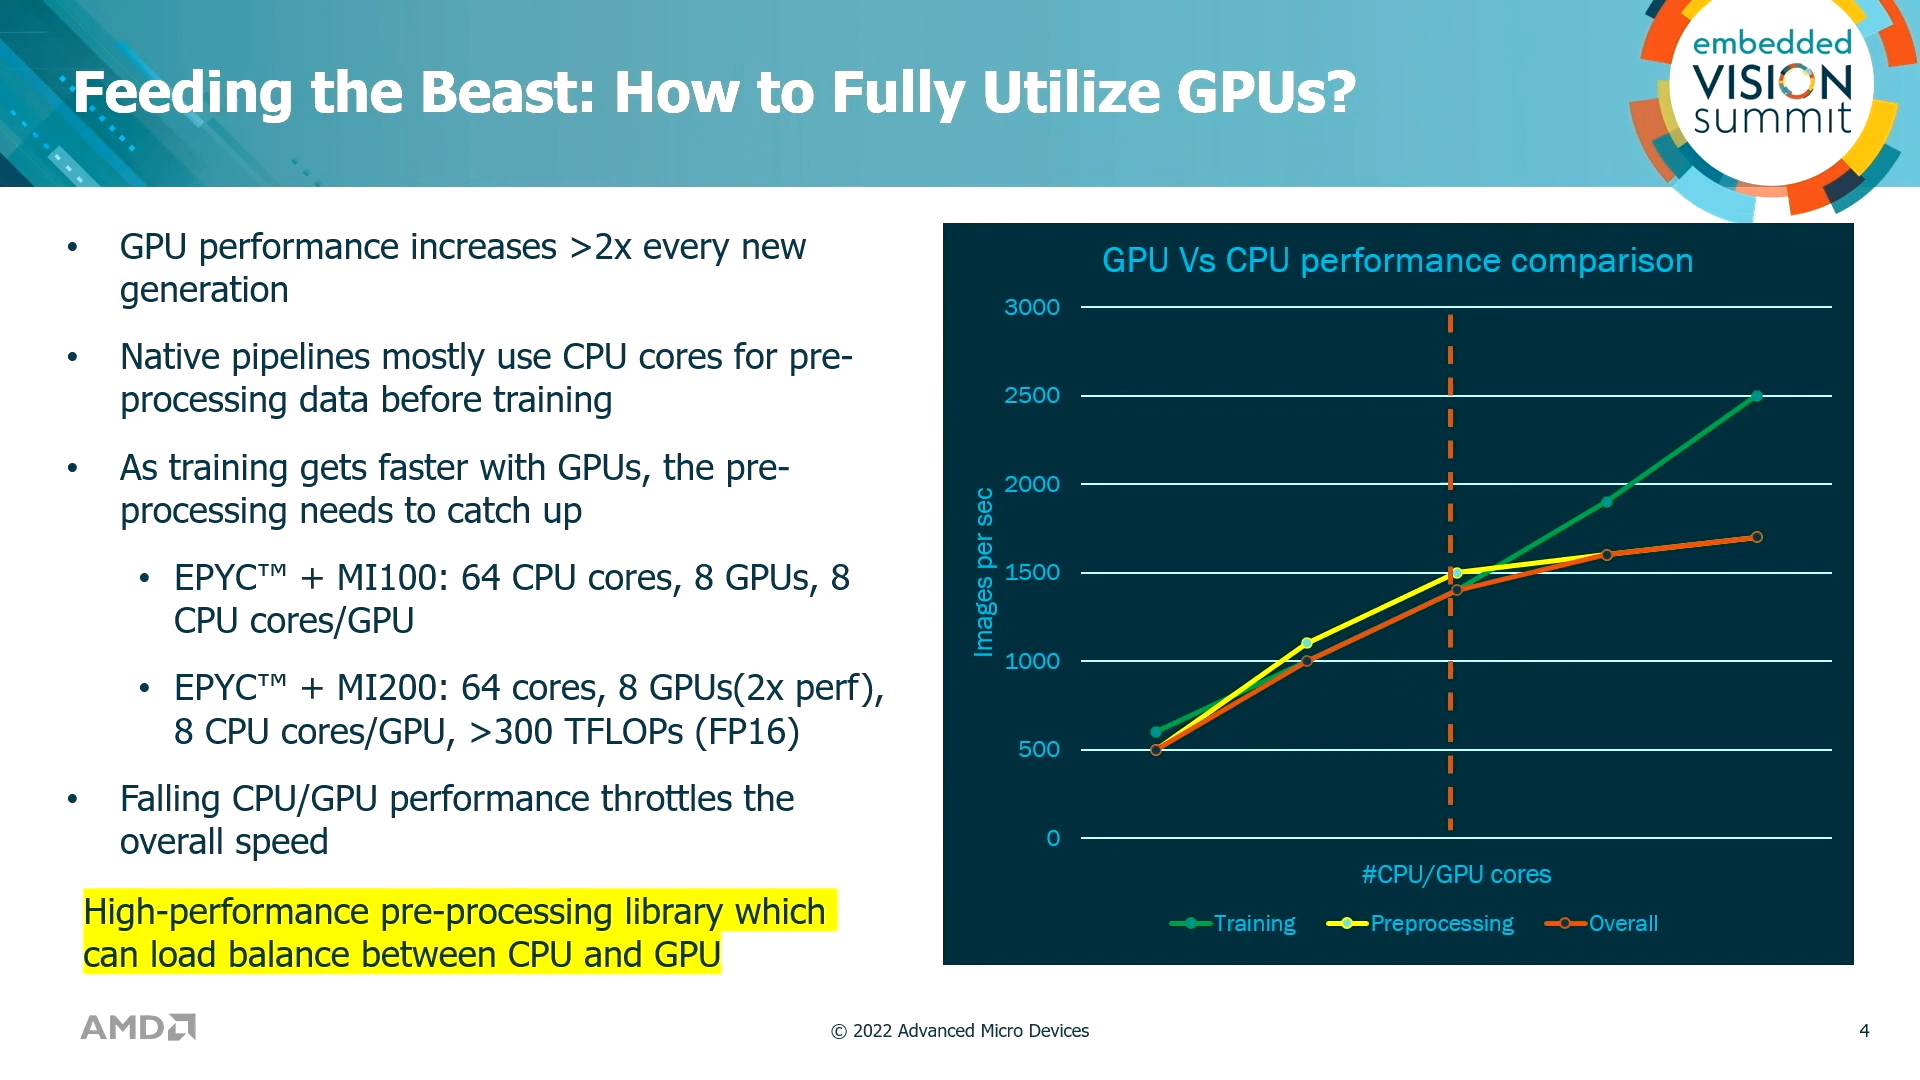 Feeding the Beast: How to Fully Utilize GPUs?
embedded
VISION
summit
• GPU performance increases >2x every new
generation
• Native pipelines mostly use CPU cores for pre-
processing data before training
• As training gets faster with GPUs, the pre-
processing needs to catch up
• EPYC™ + MI100: 64 CPU cores, 8 GPUs, 8
CPU cores/GPU
• EPYC™ + MI200: 64 cores, 8 GPUs(2x perf),
8 CPU cores/GPU, >300 TFLOPs (FP16)
• Falling CPU/GPU performance throttles the
overall speed
High-performance pre-processing library which
can load balance between CPU and GPU
GPU Vs CPU performance comparison
3000
2500
2000
1500
1000
500
0
Images per sec
#CPU/GPU cores
Training Preprocessing Overall
AMD
© 2022 Advanced Micro Devices
4